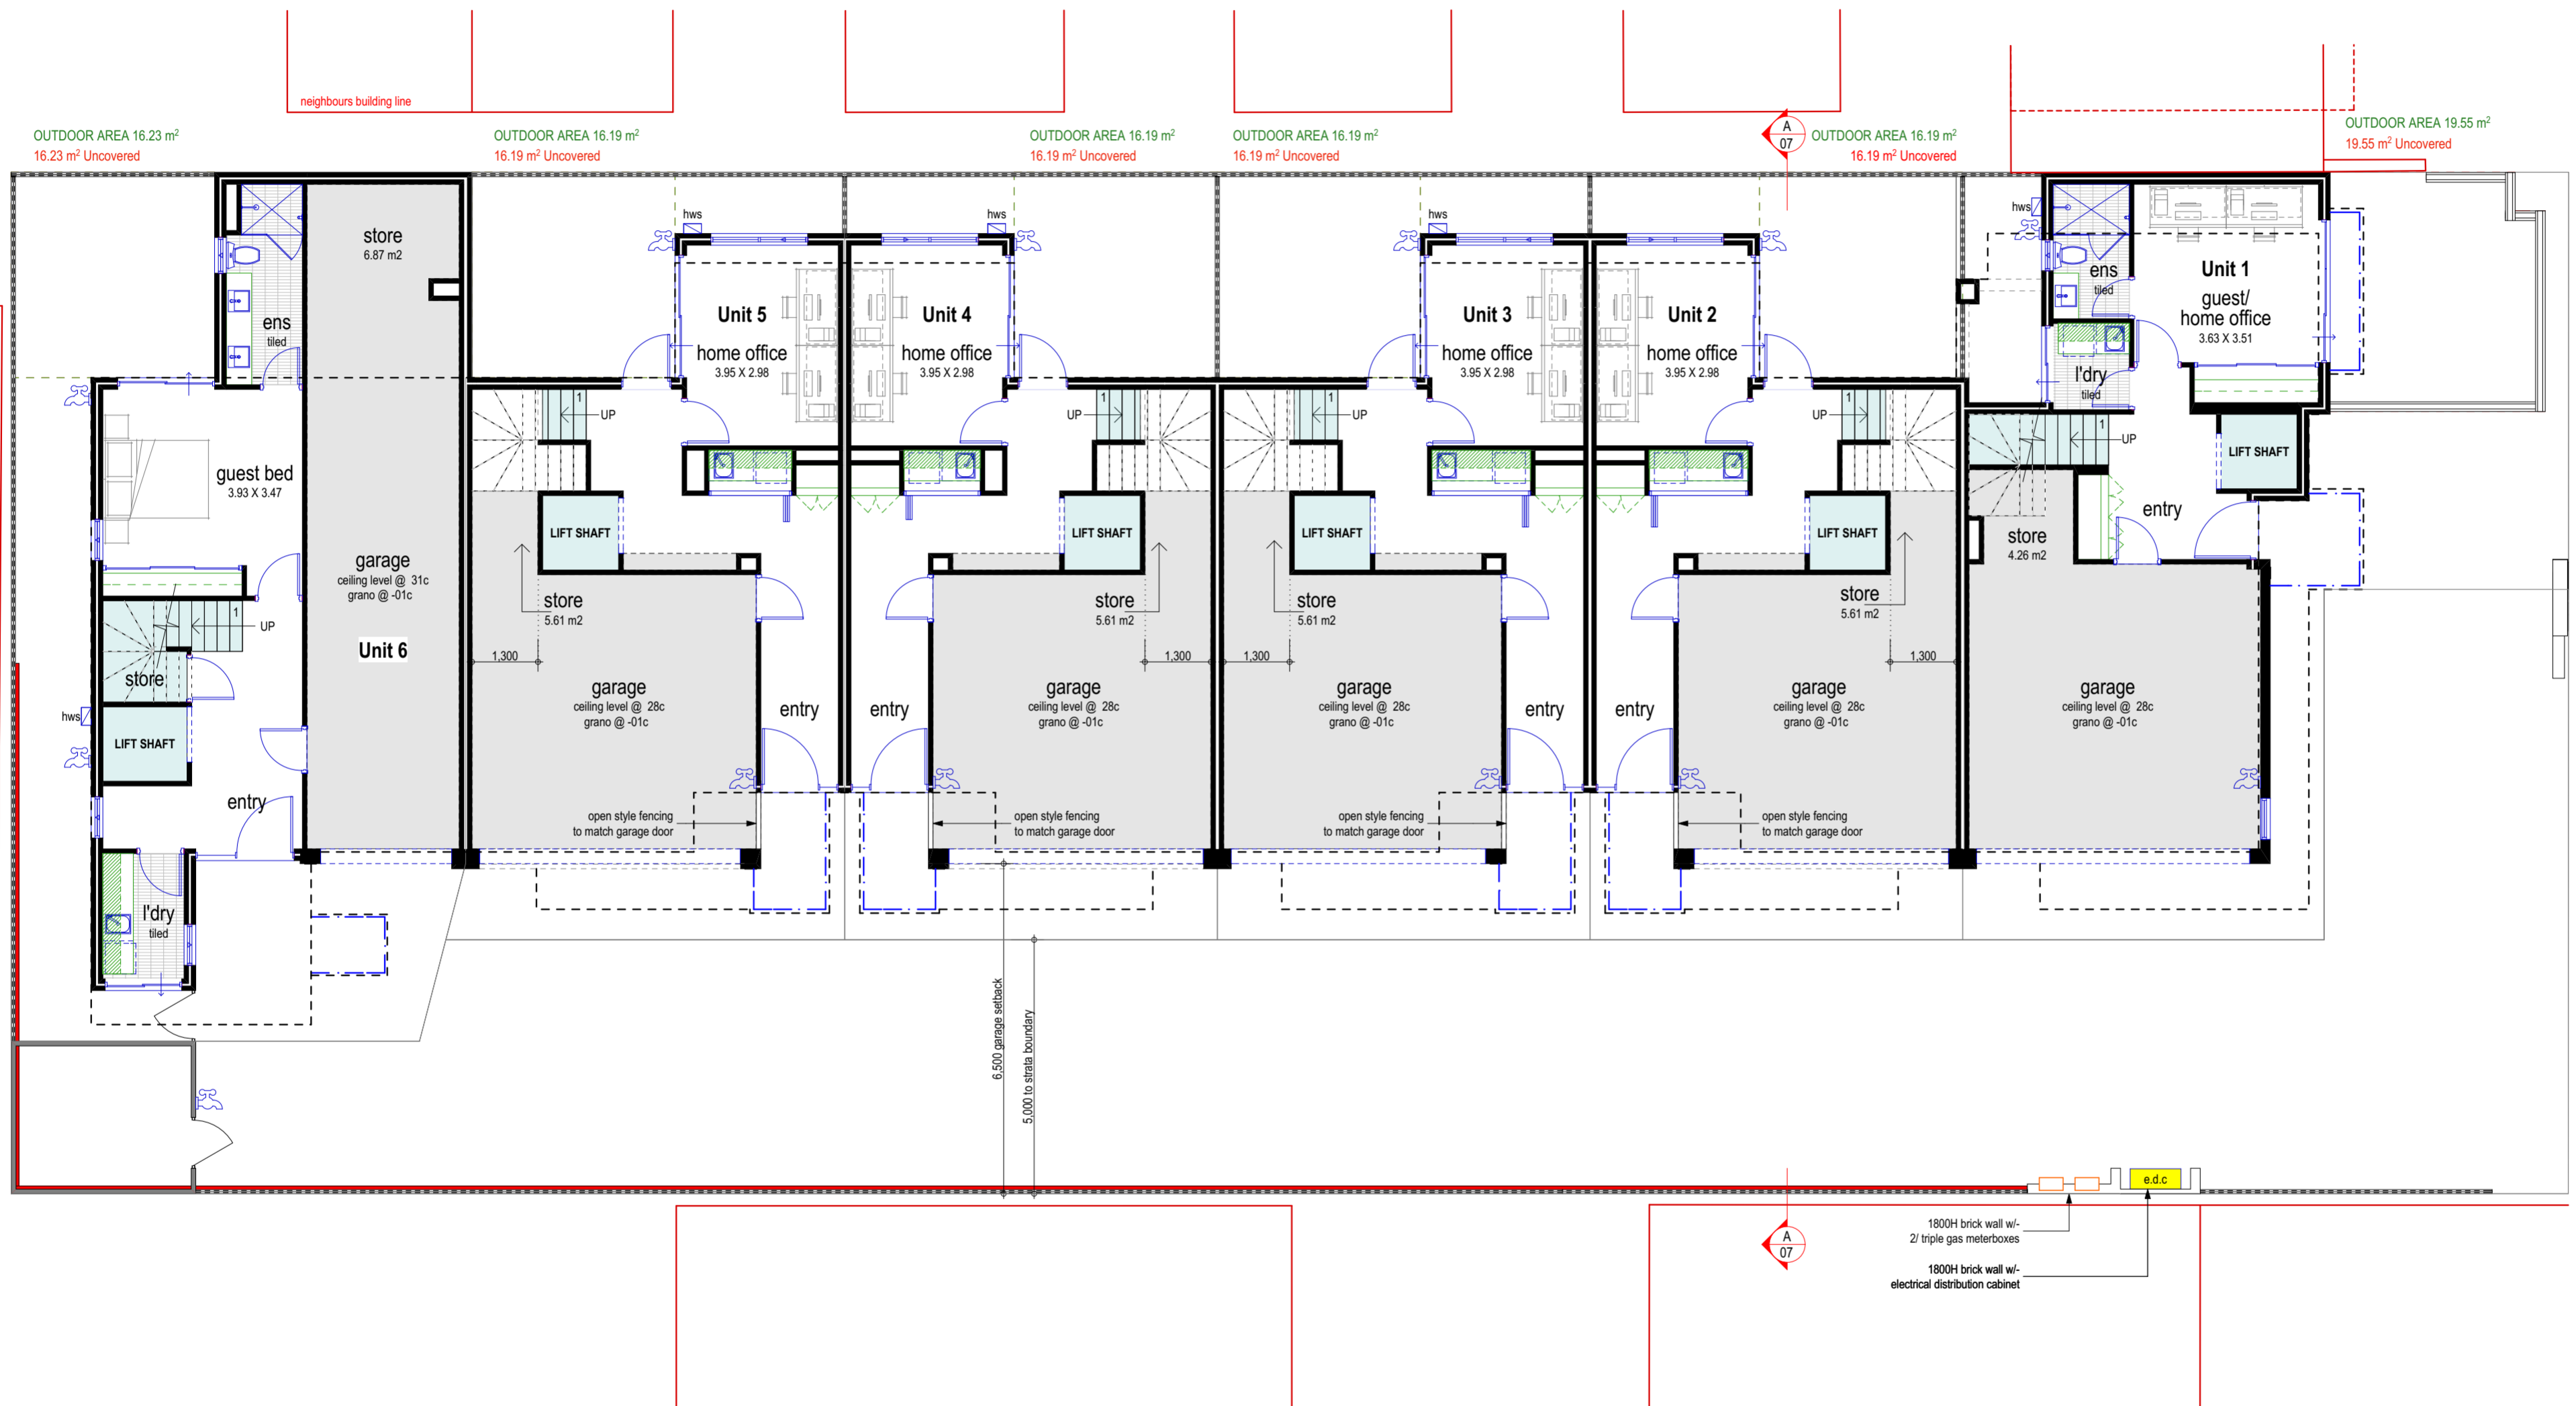 neighbours building line
OUTDOOR AREA 16.23 m²
16.23 m² Uncovered
OUTDOOR AREA 16.19 m²
16.19 m² Uncovered
OUTDOOR AREA 16.19 m²
16.19 m² Uncovered
OUTDOOR AREA 16.19 m²
16.19 m² Uncovered
A
07
OUTDOOR AREA 16.19 m²
16.19 m² Uncovered
OUTDOOR AREA 19.55 m²
19.55 m² Uncovered
store
6.87 m2
ens
tiled
guest bed
3.93 X 3.47
garage
ceiling level @ 31c
grano @ -01c
1
UP
Unit 6
store
hws
LIFT SHAFT
entry
l'dry
tiled
hws
Unit 5
home office
3.95 X 2.98
1
UP
LIFT SHAFT
store
5.61 m2
1,300
garage
ceiling level @ 28c
grano @ -01c
entry
open style fencing
to match garage door
hws
Unit 4
home office
3.95 X 2.98
1
UP
LIFT SHAFT
store
5.61 m2
1,300
garage
ceiling level @ 28c
grano @ -01c
entry
open style fencing
to match garage door
hws
Unit 3
home office
3.95 X 2.98
1
UP
LIFT SHAFT
store
5.61 m2
1,300
garage
ceiling level @ 28c
grano @ -01c
entry
open style fencing
to match garage door
Unit 2
home office
3.95 X 2.98
1
UP
LIFT SHAFT
store
5.61 m2
1,300
garage
ceiling level @ 28c
grano @ -01c
entry
open style fencing
to match garage door
hws
ens
tiled
Unit 1
guest/
home office
3.63 X 3.51
l'dry
tiled
1
UP
LIFT SHAFT
entry
store
4.26 m2
garage
ceiling level @ 28c
grano @ -01c
6,500 garage setback
5,000 to strata boundary
e.d.c
A
07
1800H brick wall w/-
2/ triple gas meterboxes
1800H brick wall w/-
electrical distribution cabinet